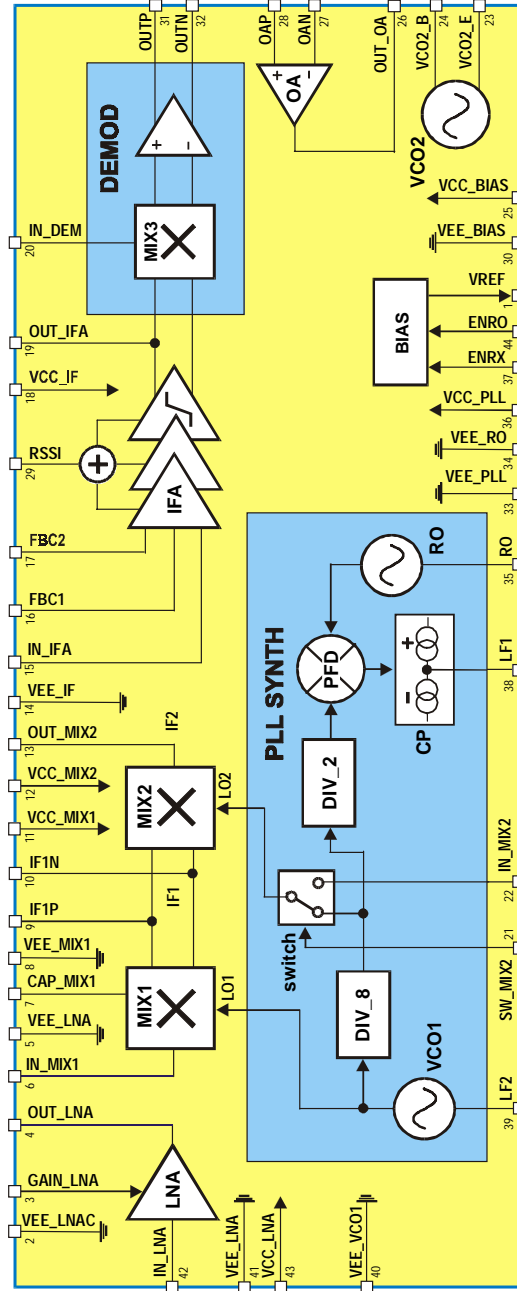 VEE_LNAC
2
GAIN_LNA
3
OUT_LNA
4
IN_MIX1
6
VEE_LNA
5
CAP_MIX1
7
VEE_MIX1
8
IF1P
9
IF1N
10
VCC_MIX1
11
VCC_MIX2
12
OUT_MIX2
13
VEE_IF
14
IN_IFA
15
FBC1
16
FBC2
17
RSSI
29
VCC_IF
18
OUT_IFA
19
IN_DEM
20
OUTP
31
OUTN
32
OAP
28
OAN
27
OUT_OA
26
VCO2_B
24
VCO2_E
23
IN_LNA
42
VEE_LNA
41
VCC_LNA
43
VEE_VCO1
40
LNA
MIX1
IF1
MIX2
IF2
LO1
LO2
IFA
+
DEMOD
MIX3
+
−
OA
+
−
VCO2
PLL SYNTH
VCO1
DIV_8
switch
DIV_2
PFD
RO
CP
−
+
BIAS
LF2
39
SW_MIX2
21
IN_MIX2
22
LF1
38
RO
35
VEE_PLL
33
VEE_RO
34
VCC_PLL
36
ENRX
37
ENRO
44
VREF
1
VEE_BIAS
30
VCC_BIAS
25